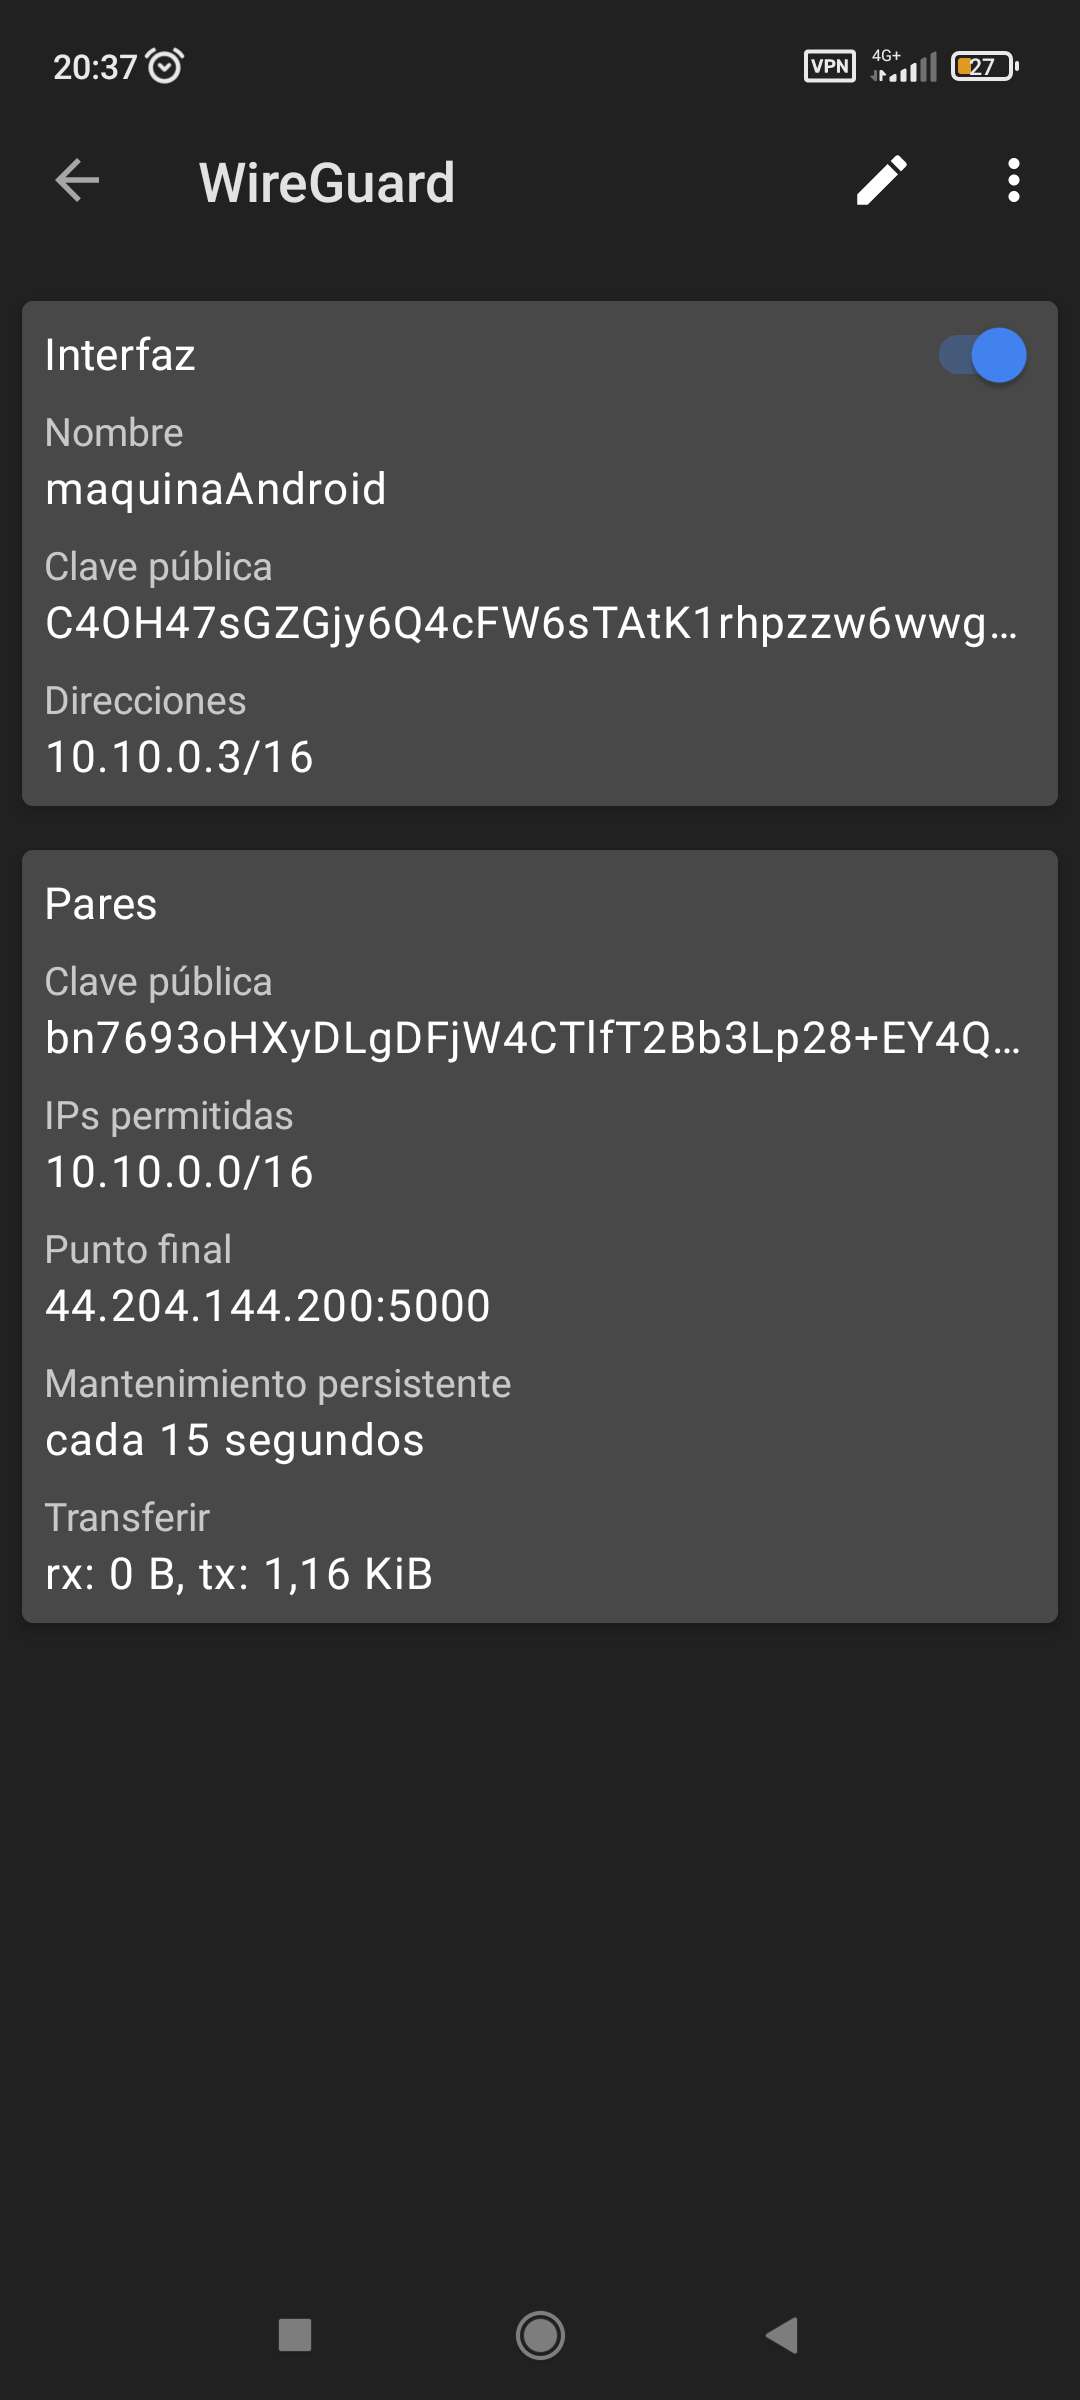 20:37
VPN 4G+ 27
WireGuard
Interfaz
Nombre
maquinaAndroid
Clave pública
C4OH47sGZGjy6Q4cFW6sTAtK1rhpzzw6wwg...
Direcciones
10.10.0.3/16
Pares
Clave pública
bn7693oHXyDLgDFjW4CTlfT2Bb3Lp28+EY4Q...
IPs permitidas
10.10.0.0/16
Punto final
44.204.144.200:5000
Mantenimiento persistente
cada 15 segundos
Transferir
rx: 0 B, tx: 1,16 KiB